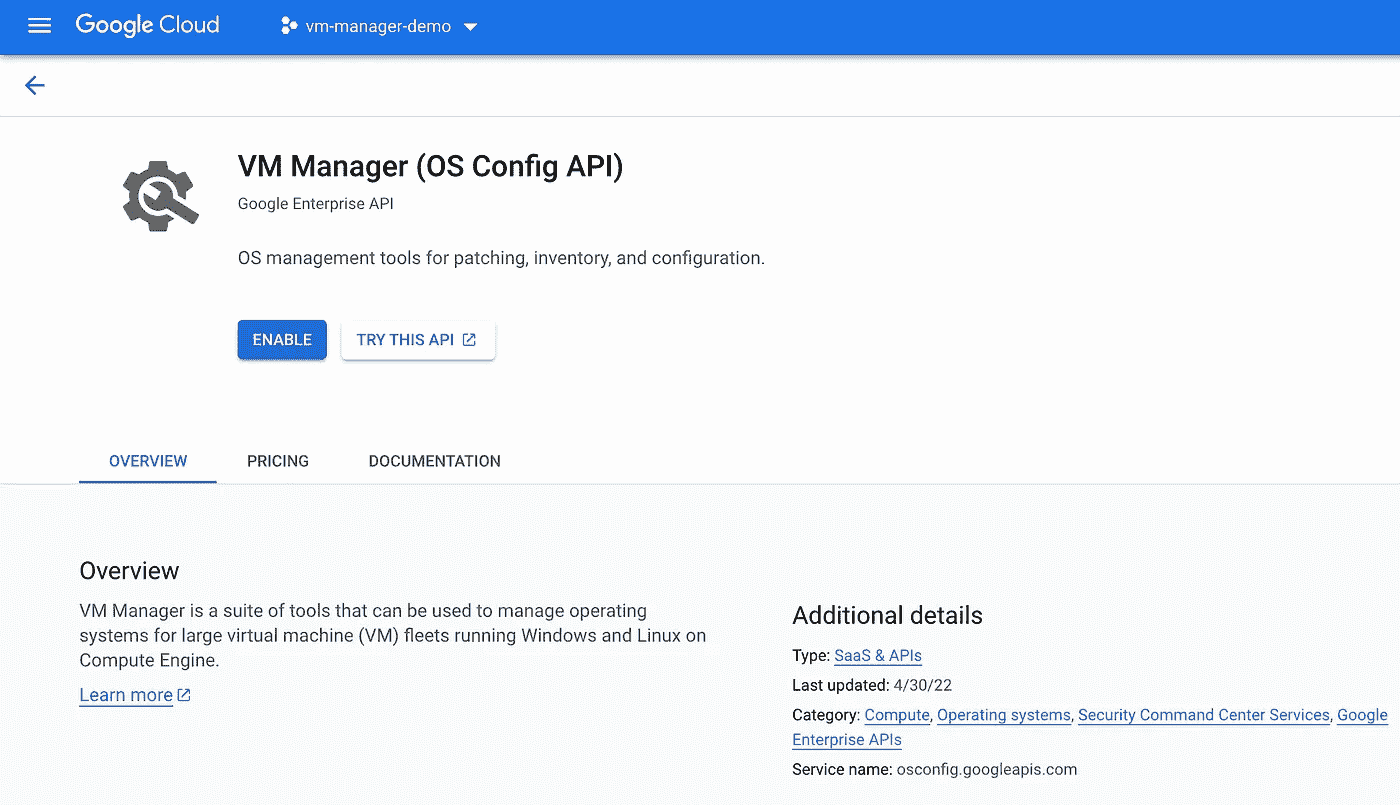 Google Cloud
vm-manager-demo
VM Manager (OS Config API)
Google Enterprise API
OS management tools for patching, inventory, and configuration.
ENABLE
TRY THIS API
OVERVIEW
PRICING
DOCUMENTATION
Overview
VM Manager is a suite of tools that can be used to manage operating
systems for large virtual machine (VM) fleets running Windows and Linux on
Compute Engine.
Learn more
Additional details
Type: SaaS & APIs
Last updated: 4/30/22
Category: Compute, Operating systems, Security Command Center Services, Google
Enterprise APIs
Service name: osconfig.googleapis.com